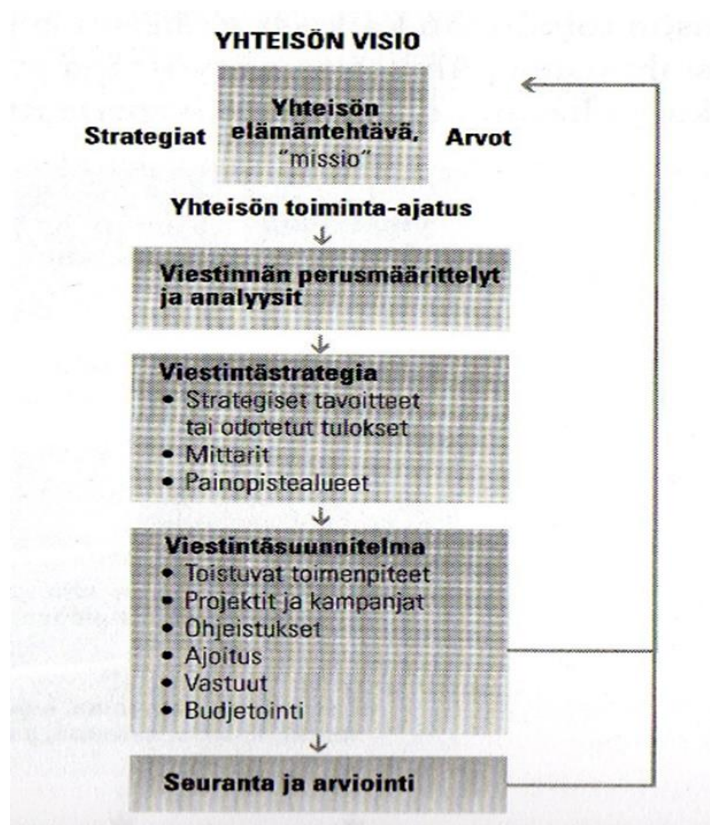 YHTEISÖN VISIO
Yhteisön
elämäntehtävä,
"missio"
Strategiat
Arvot
Yhteisön toiminta-ajatus
Viestinnän perusmäärittelyt
ja analyysit
Viestintästrategia
• Strategiset tavoitteet
tai odotetut tulokset
• Mittarit
• Painopistealueet
Viestintäsuunnitelma
• Toistuvat toimenpiteet
• Projektit ja kampanjat
• Ohjeistukset
• Ajoitus
• Vastuut
• Budjetointi
Seuranta ja arviointi